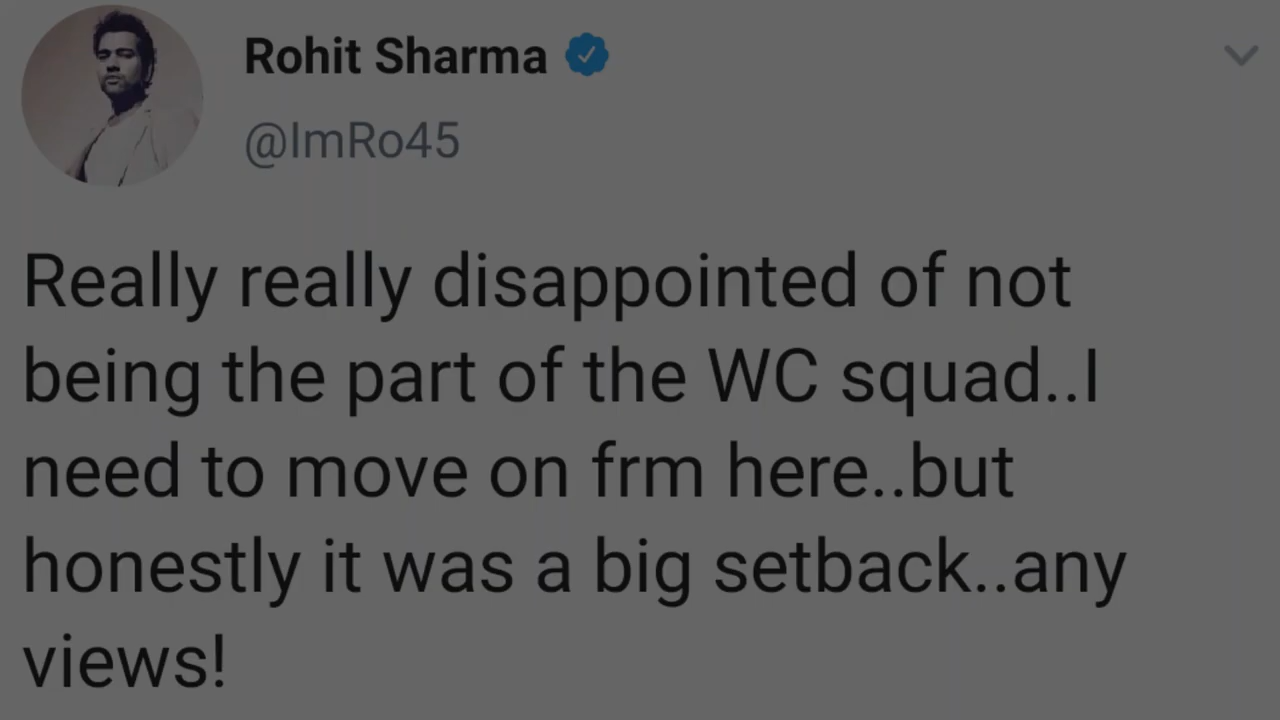 Rohit Sharma
@ImRo45
Really really disappointed of not
being the part of the WC squad..I
need to move on frm here..but
honestly it was a big setback..any
views!